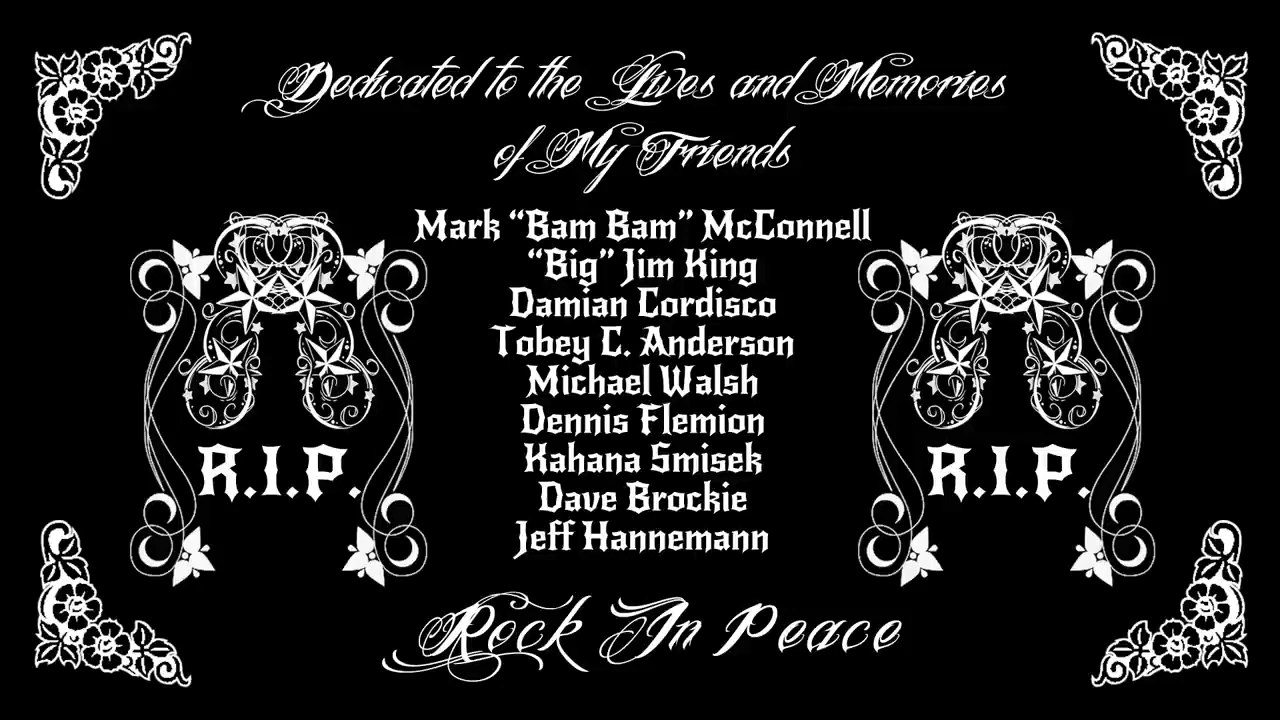 Dedicated to the Lives and Memories
of My Friends
Mark “Bam Bam” McConnell
“Big” Jim King
Damian Cordisco
Tobey C. Anderson
Michael Walsh
Dennis Flemion
Kahana Smisek
Dave Brockie
Jeff Hannemann
R.I.P.
R.I.P.
Rock In Peace